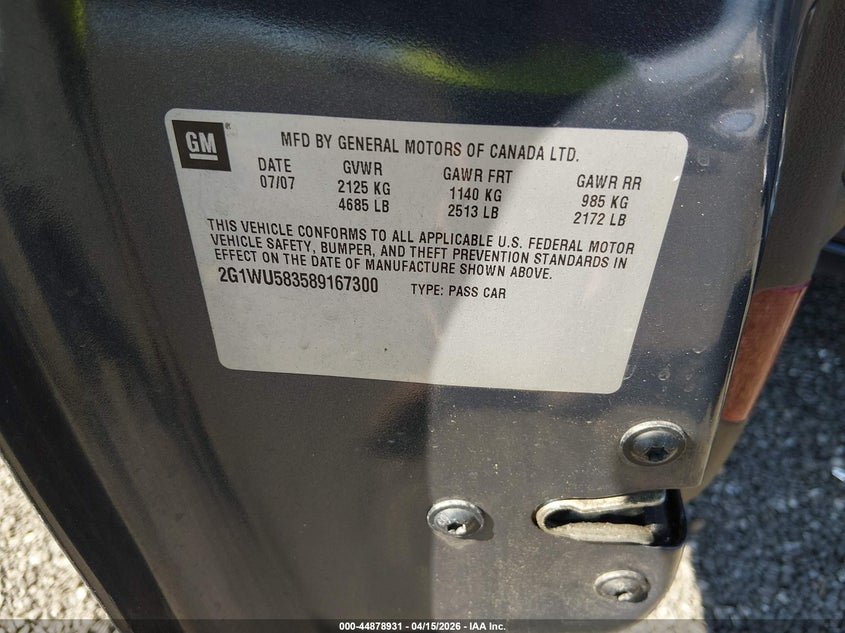 GM
MFD BY GENERAL MOTORS OF CANADA LTD.
DATE GVWR GAWR FRT GAWR RR
07/07 2125 KG 1140 KG 985 KG
4685 LB 2513 LB 2172 LB
THIS VEHICLE CONFORMS TO ALL APPLICABLE U.S. FEDERAL MOTOR
VEHICLE SAFETY, BUMPER, AND THEFT PREVENTION STANDARDS IN
EFFECT ON THE DATE OF MANUFACTURE SHOWN ABOVE.
2G1WU583589167300 TYPE: PASS CAR
000-44878931 - 04/15/2026 - IAA Inc.